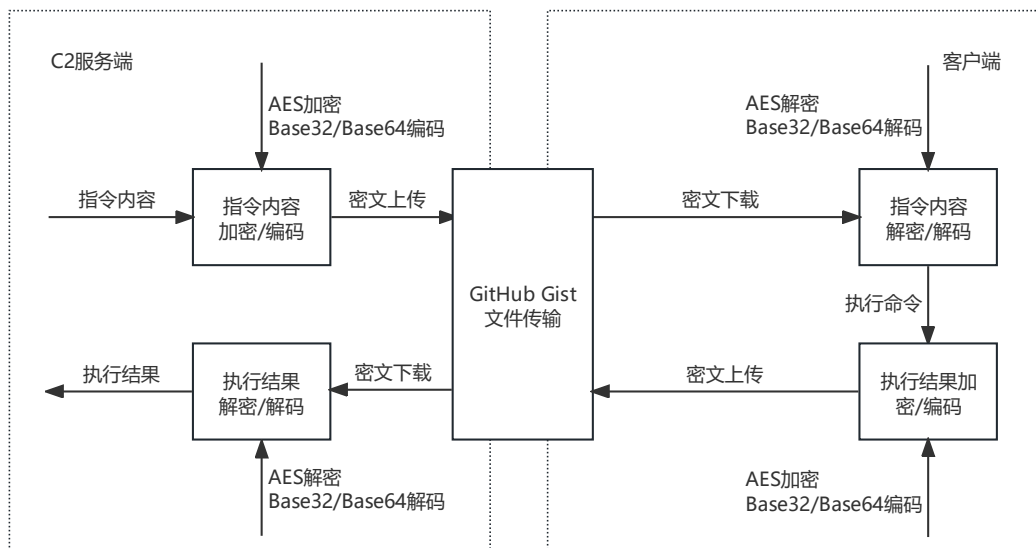 C2服务端
客户端
AES加密
Base32/Base64编码
AES解密
Base32/Base64解码
指令内容
指令内容
加密/编码
密文上传
密文下载
指令内容
解密/解码
GitHub Gist
文件传输
执行命令
执行结果
执行结果
解密/解码
密文下载
密文上传
执行结果加
密/编码
AES解密
Base32/Base64解码
AES加密
Base32/Base64编码